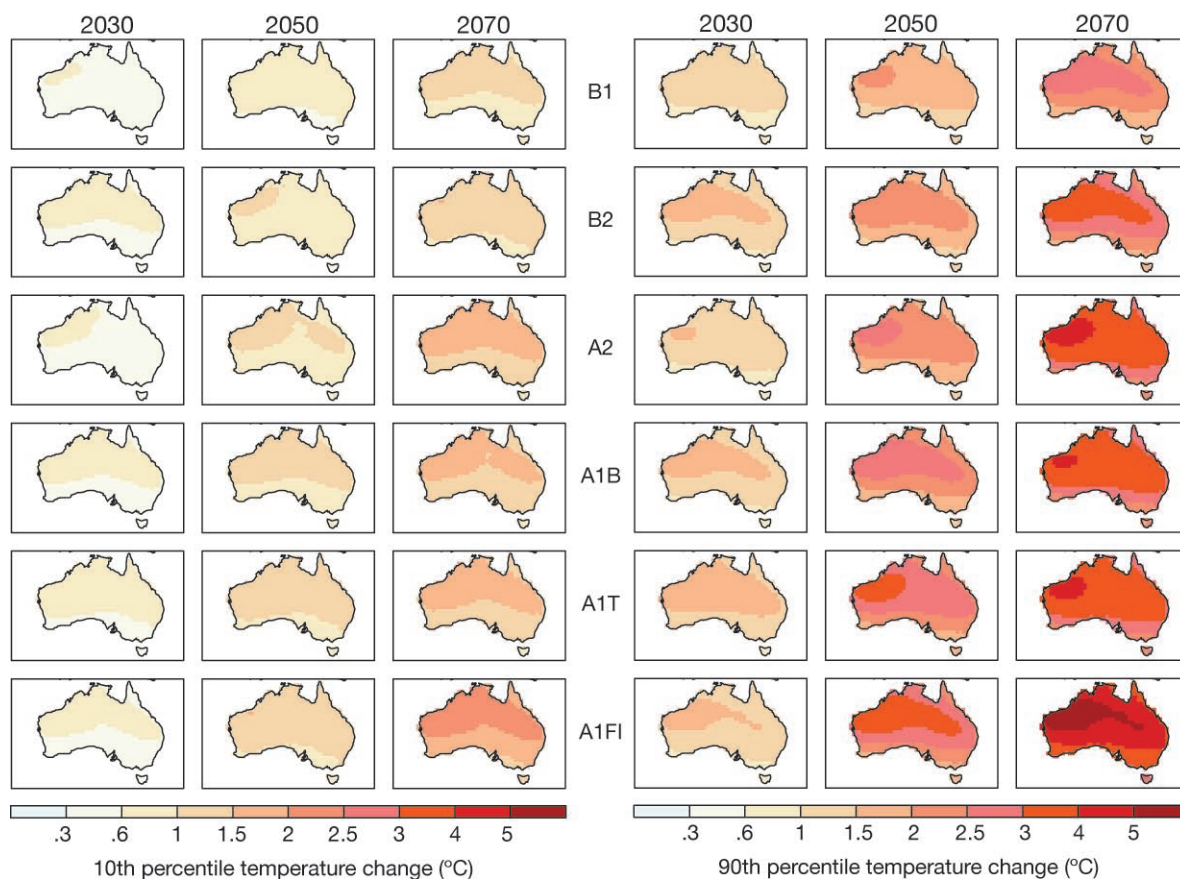 2030 2050 2070 2030 2050 2070
B1
B2
A2
A1B
A1T
A1FI
.3 .6 1 1.5 2 2.5 3 4 5 .3 .6 1 1.5 2 2.5 3 4 5
10th percentile temperature change (ºC) 90th percentile temperature change (ºC)